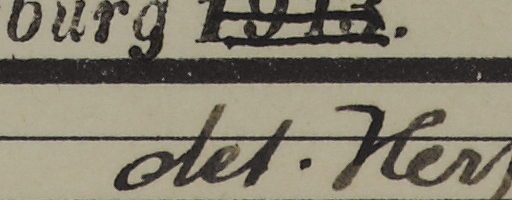 burg 1913.
det. Her